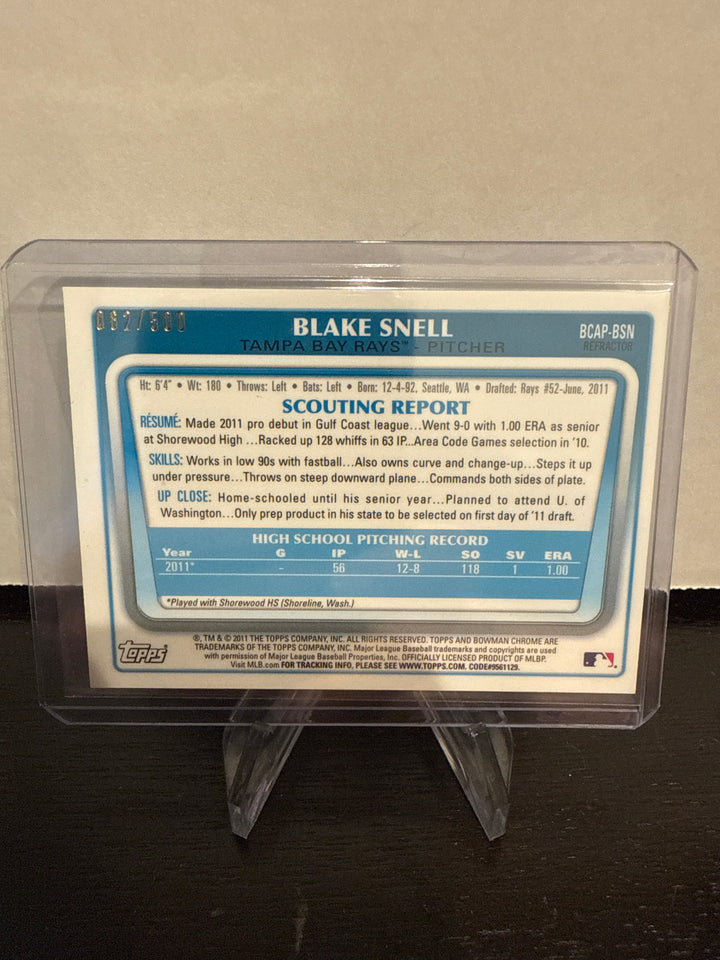 082/500
BLAKE SNELL
BCAP-BSN
TAMPA BAY RAYS™ - PITCHER
REFRACTOR
Ht: 6'4" • Wt: 180 • Throws: Left • Bats: Left • Born: 12-4-92, Seattle, WA • Drafted: Rays #52-June, 2011
SCOUTING REPORT
RÉSUMÉ: Made 2011 pro debut in Gulf Coast league...Went 9-0 with 1.00 ERA as senior
at Shorewood High ...Racked up 128 whiffs in 63 IP...Area Code Games selection in '10.
SKILLS: Works in low 90s with fastball...Also owns curve and change-up...Steps it up
under pressure...Throws on steep downward plane...Commands both sides of plate.
UP CLOSE: Home-schooled until his senior year...Planned to attend U. of
Washington...Only prep product in his state to be selected on first day of '11 draft.
HIGH SCHOOL PITCHING RECORD
Year G IP W-L SO SV ERA
2011* - 56 12-8 118 1 1.00
*Played with Shorewood HS (Shoreline, Wash.)
Topps
®, TM & © 2011 THE TOPPS COMPANY, INC. ALL RIGHTS RESERVED. TOPPS AND BOWMAN CHROME ARE
TRADEMARKS OF THE TOPPS COMPANY, INC. Major League Baseball trademarks and copyrights are used
with permission of Major League Baseball Properties, Inc. OFFICIALLY LICENSED PRODUCT OF MLBP.
Visit MLB.com FOR TRACKING INFO. PLEASE SEE WWW.TOPPS.COM. CODE#9561129.